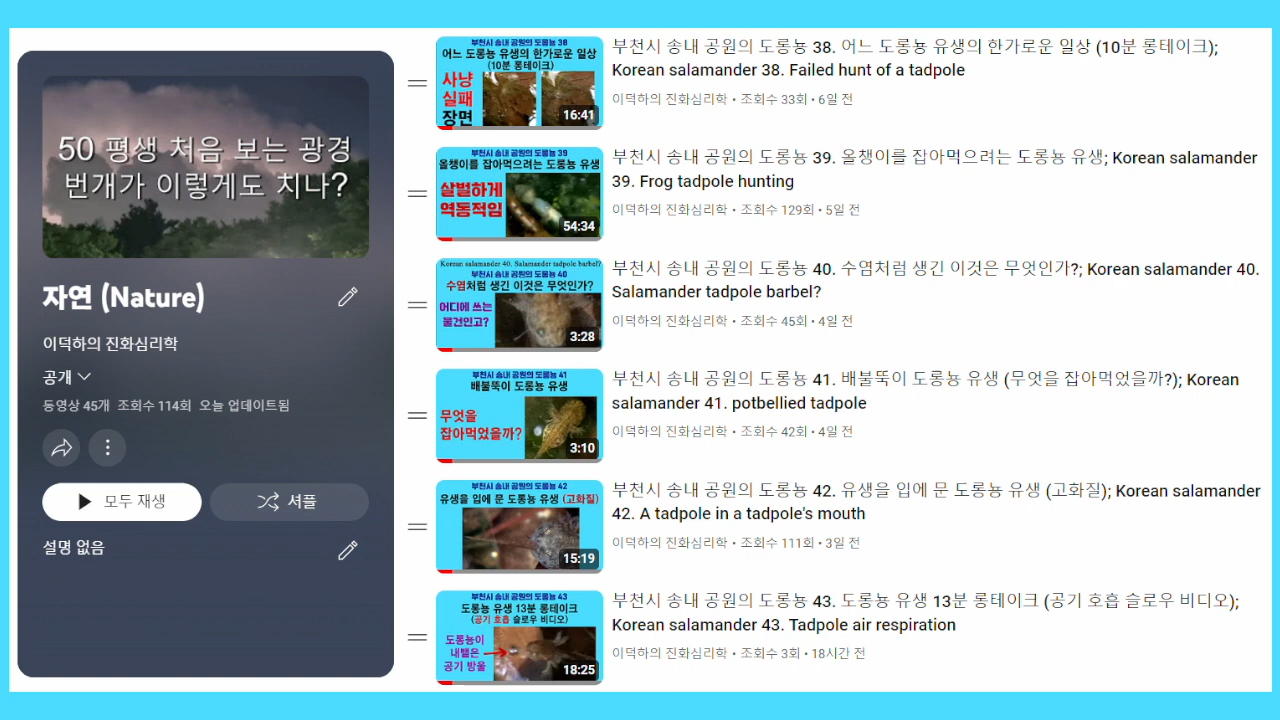 50 평생 처음 보는 광경
번개가 이렇게도 치나?
자연 (Nature)
이덕하의 진화심리학
공개
동영상 45개 조회수 114회 오늘 업데이트됨
모두 재생
셔플
설명 없음
부천시 송내 공원의 도롱뇽 38
어느 도롱뇽 유생의 한가로운 일상
(10분 롱테이크)
사냥
실패
장면
16:41
부천시 송내 공원의 도롱뇽 38. 어느 도롱뇽 유생의 한가로운 일상 (10분 롱테이크);
Korean salamander 38. Failed hunt of a tadpole
이덕하의 진화심리학 • 조회수 33회 • 6일 전
부천시 송내 공원의 도롱뇽 39
올챙이를 잡아먹으려는 도롱뇽 유생
살벌하게
역동적임
54:34
부천시 송내 공원의 도롱뇽 39. 올챙이를 잡아먹으려는 도롱뇽 유생; Korean salamander
39. Frog tadpole hunting
이덕하의 진화심리학 • 조회수 129회 • 5일 전
Korean salamander 40. Salamander tadpole barbel?
부천시 송내 공원의 도롱뇽 40
수염처럼 생긴 이것은 무엇인가?
어디에 쓰는
물건인고?
3:28
부천시 송내 공원의 도롱뇽 40. 수염처럼 생긴 이것은 무엇인가?; Korean salamander 40.
Salamander tadpole barbel?
이덕하의 진화심리학 • 조회수 45회 • 4일 전
부천시 송내 공원의 도롱뇽 41
배불뚝이 도롱뇽 유생
무엇을
잡아먹었을까?
3:10
부천시 송내 공원의 도롱뇽 41. 배불뚝이 도롱뇽 유생 (무엇을 잡아먹었을까?); Korean
salamander 41. potbellied tadpole
이덕하의 진화심리학 • 조회수 42회 • 4일 전
부천시 송내 공원의 도롱뇽 42
유생을 입에 문 도롱뇽 유생 (고화질)
15:19
부천시 송내 공원의 도롱뇽 42. 유생을 입에 문 도롱뇽 유생 (고화질); Korean salamander
42. A tadpole in a tadpole's mouth
이덕하의 진화심리학 • 조회수 111회 • 3일 전
부천시 송내 공원의 도롱뇽 43
도롱뇽 유생 13분 롱테이크
(공기 호흡 슬로우 비디오)
도롱뇽이
내뱉은
공기 방울
18:25
부천시 송내 공원의 도롱뇽 43. 도롱뇽 유생 13분 롱테이크 (공기 호흡 슬로우 비디오);
Korean salamander 43. Tadpole air respiration
이덕하의 진화심리학 • 조회수 3회 • 18시간 전